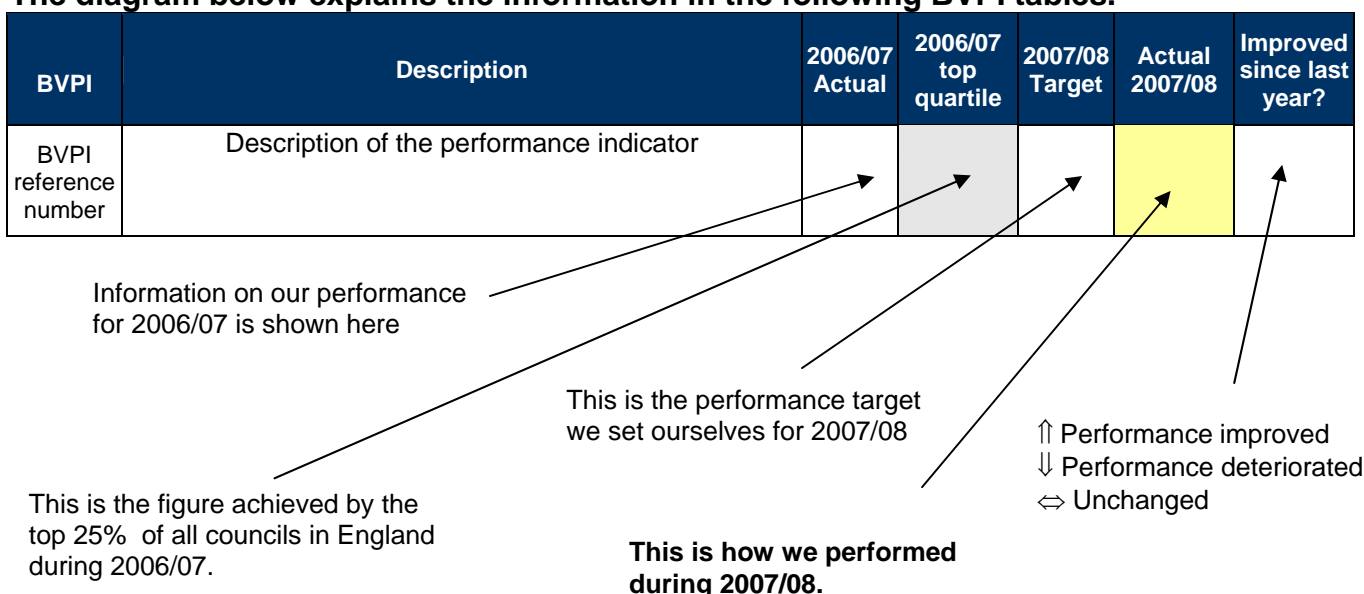 The diagram below explains the information in the following BVPI tables.
BVPI
Description
2006/07
Actual
2006/07
top
quartile
2007/08
Target
Actual
2007/08
Improved
since last
year?
BVPI
reference
number
Description of the performance indicator
Information on our performance
for 2006/07 is shown here
This is the performance target
we set ourselves for 2007/08
⇑ Performance improved
⇓ Performance deteriorated
⇔ Unchanged
This is the figure achieved by the
top 25% of all councils in England
during 2006/07.
This is how we performed
during 2007/08.